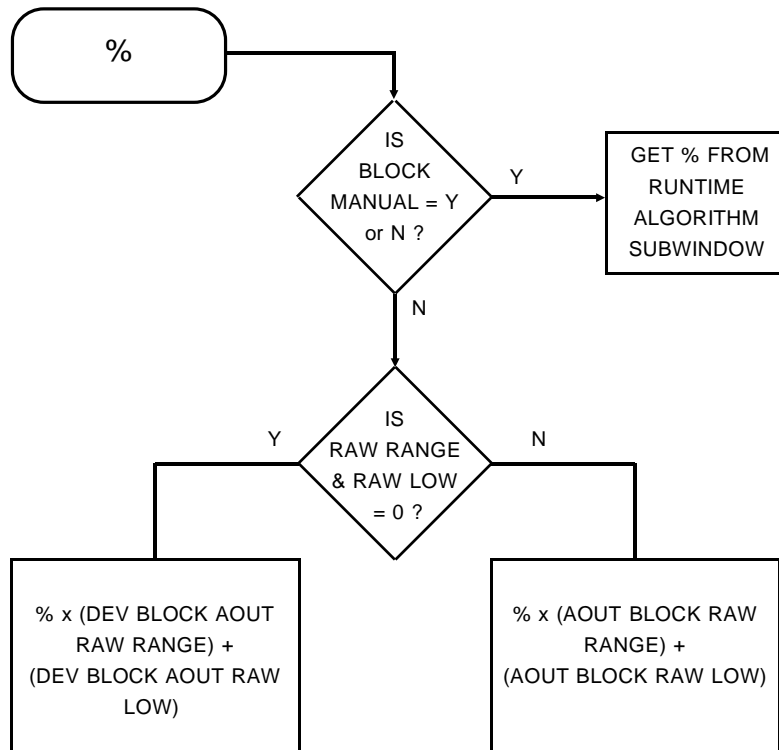 %
IS
BLOCK
MANUAL = Y
or N ?
Y
GET % FROM
RUNTIME
ALGORITHM
SUBWINDOW
N
IS
RAW RANGE
& RAW LOW
= 0 ?
Y
N
% x (DEV BLOCK AOUT
RAW RANGE) +
(DEV BLOCK AOUT RAW
LOW)
% x (AOUT BLOCK RAW
RANGE) +
(AOUT BLOCK RAW LOW)